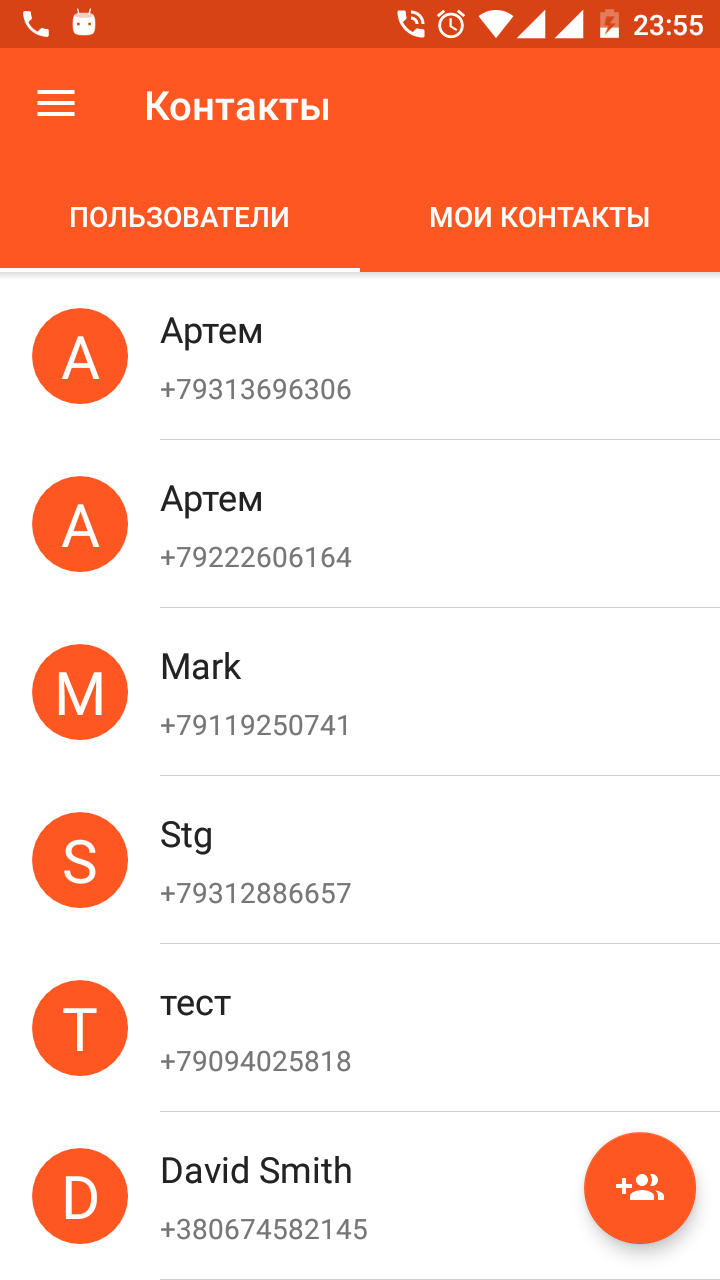 23:55
Контакты
ПОЛЬЗОВАТЕЛИ МОИ КОНТАКТЫ
А
Артем
+79313696306
А
Артем
+79222606164
M
Mark
+79119250741
S
Stg
+79312886657
Т
тест
+79094025818
D
David Smith
+380674582145